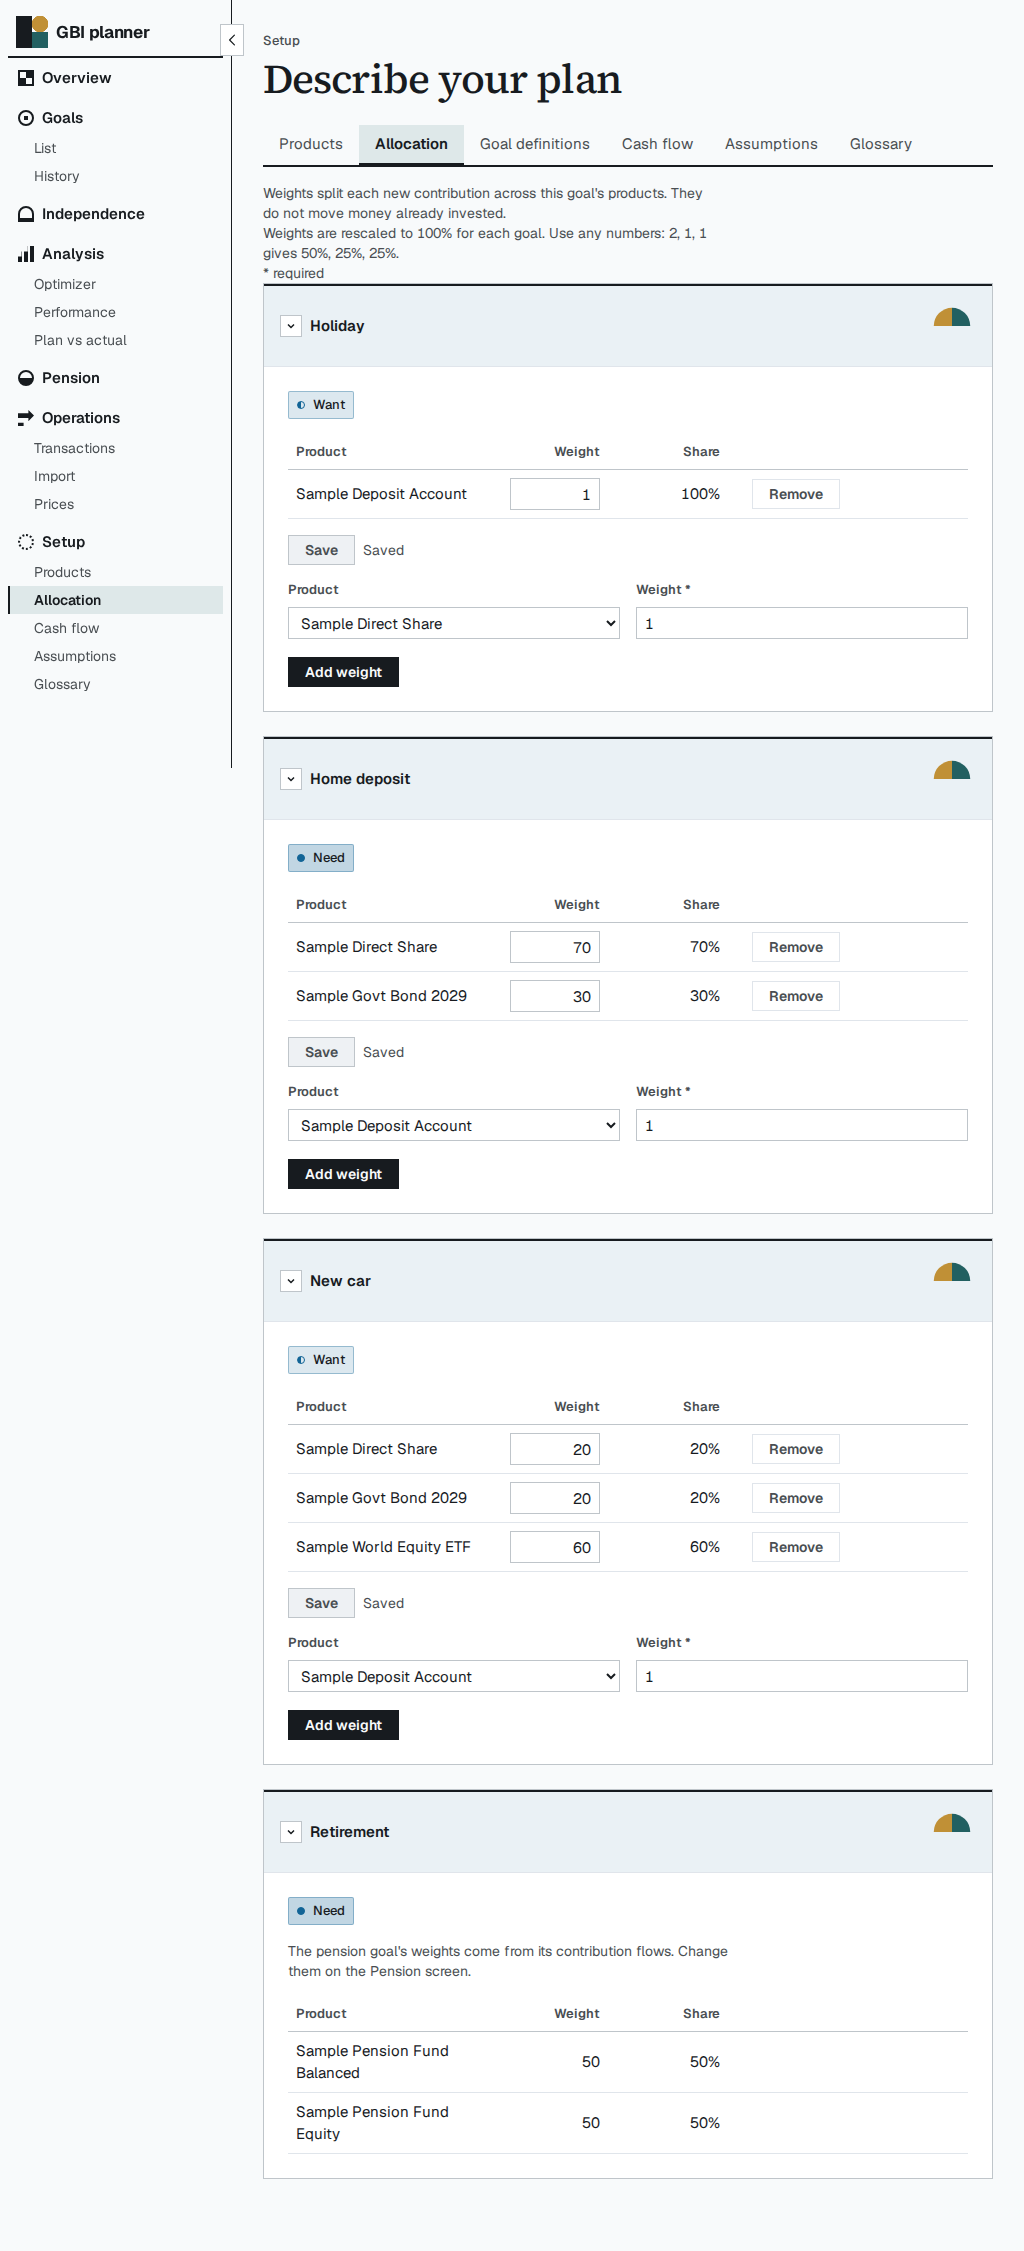 GBI planner
Overview
Goals
List
History
Independence
Analysis
Optimizer
Performance
Plan vs actual
Pension
Operations
Transactions
Import
Prices
Setup
Products
Allocation
Cash flow
Assumptions
Glossary
Setup
Describe your plan
Products Allocation Goal definitions Cash flow Assumptions Glossary
Weights split each new contribution across this goal's products. They
do not move money already invested.
Weights are rescaled to 100% for each goal. Use any numbers: 2, 1, 1
gives 50%, 25%, 25%.
* required
Holiday
Want
Product Weight Share
Sample Deposit Account 1 100% Remove
Save Saved
Product Weight *
Sample Direct Share 1
Add weight
Home deposit
Need
Product Weight Share
Sample Direct Share 70 70% Remove
Sample Govt Bond 2029 30 30% Remove
Save Saved
Product Weight *
Sample Deposit Account 1
Add weight
New car
Want
Product Weight Share
Sample Direct Share 20 20% Remove
Sample Govt Bond 2029 20 20% Remove
Sample World Equity ETF 60 60% Remove
Save Saved
Product Weight *
Sample Deposit Account 1
Add weight
Retirement
Need
The pension goal's weights come from its contribution flows. Change
them on the Pension screen.
Product Weight Share
Sample Pension Fund
Balanced 50 50%
Sample Pension Fund
Equity 50 50%